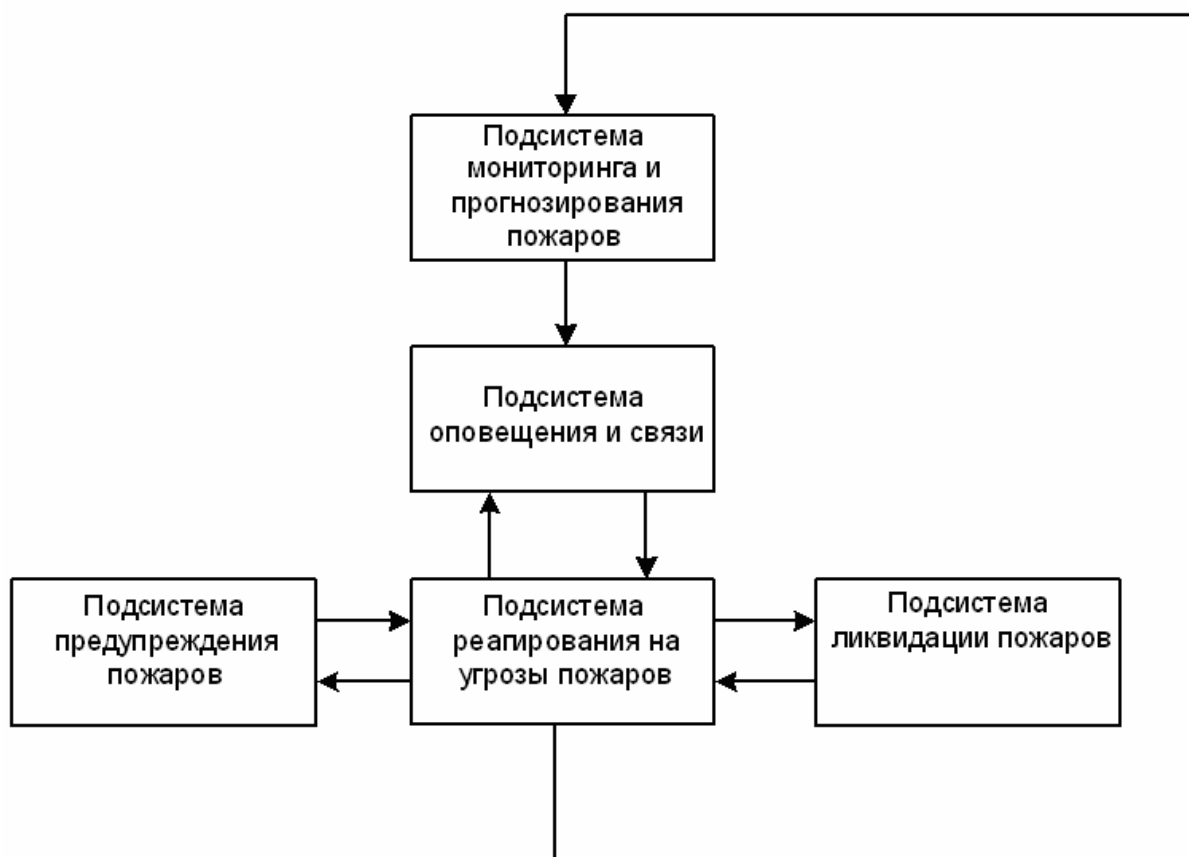 Подсистема
мониторинга и
прогнозирования
пожаров
Подсистема
оповещения и связи
Подсистема
предупреждения
пожаров
Подсистема
реагирования на
угрозы пожаров
Подсистема
ликвидации пожаров